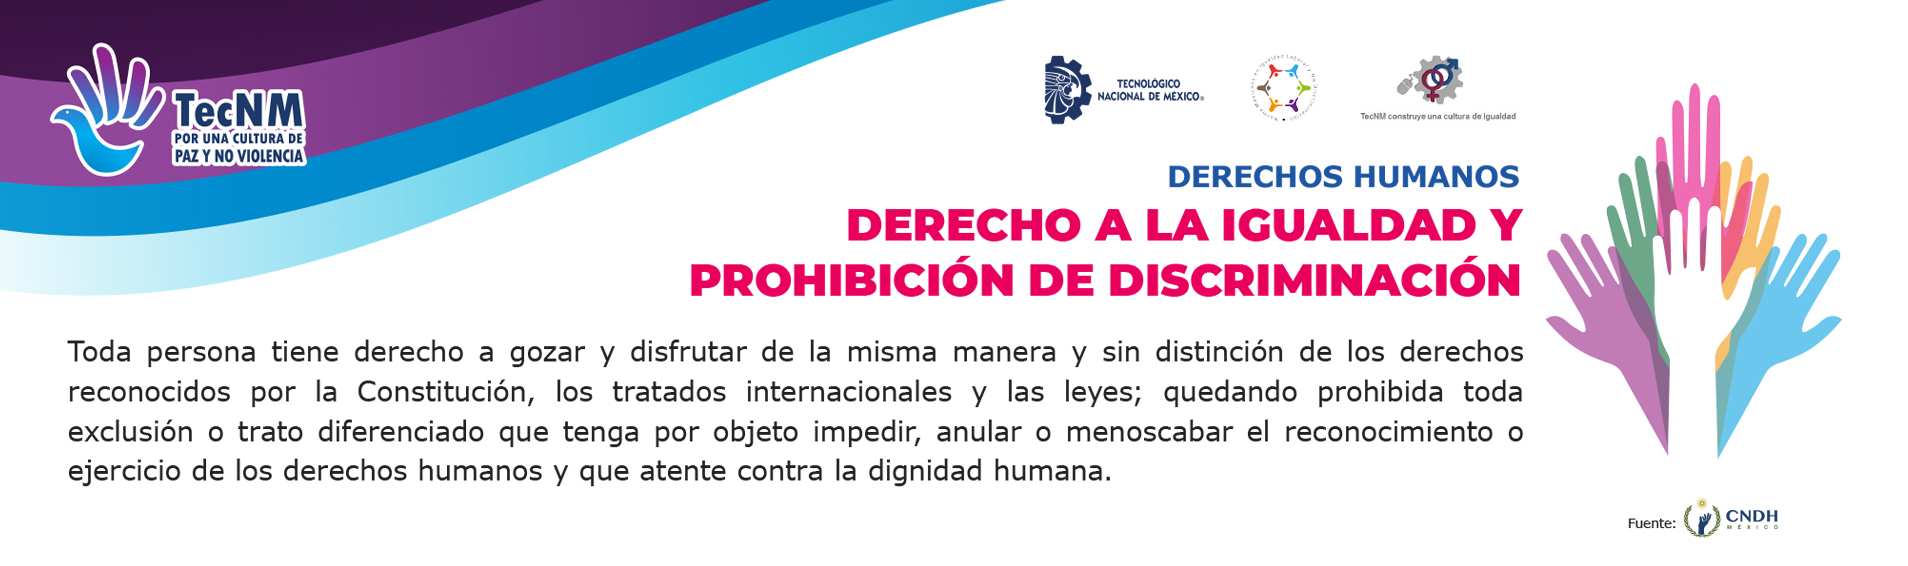 TecNM
POR UNA CULTURA DE
PAZ Y NO VIOLENCIA
TECNOLÓGICO
NACIONAL DE MÉXICO®
TecNM construye una cultura de igualdad
DERECHOS HUMANOS
DERECHO A LA IGUALDAD Y
PROHIBICIÓN DE DISCRIMINACIÓN
Toda persona tiene derecho a gozar y disfrutar de la misma manera y sin distinción de los derechos
reconocidos por la Constitución, los tratados internacionales y las leyes; quedando prohibida toda
exclusión o trato diferenciado que tenga por objeto impedir, anular o menoscabar el reconocimiento o
ejercicio de los derechos humanos y que atente contra la dignidad humana.
Fuente:
CNDH
MÉXICO